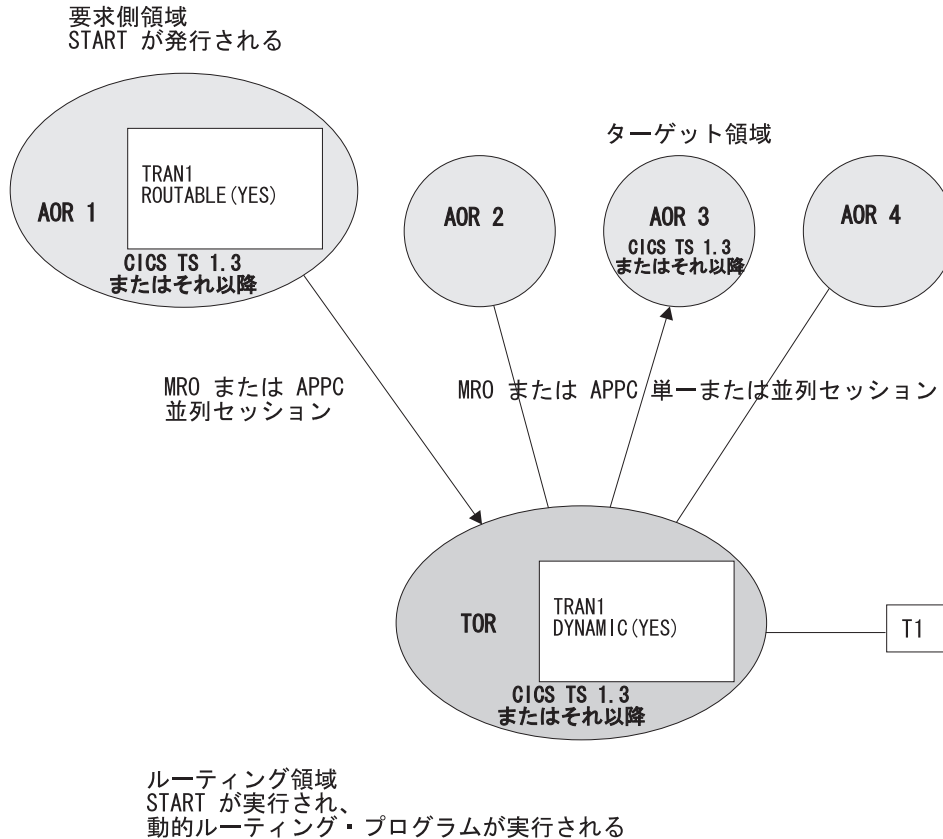 要求側領域
START が発行される
TRAN1
ROUTABLE(YES)
AOR 1
CICS TS 1.3
またはそれ以降
ターゲット領域
AOR 2
AOR 3
CICS TS 1.3
またはそれ以降
AOR 4
MRO または APPC
並列セッション
MRO または APPC 単一または並列セッション
TOR
TRAN1
DYNAMIC(YES)
CICS TS 1.3
またはそれ以降
T1
ルーティング領域
START が実行され、
動的ルーティング・プログラムが実行される